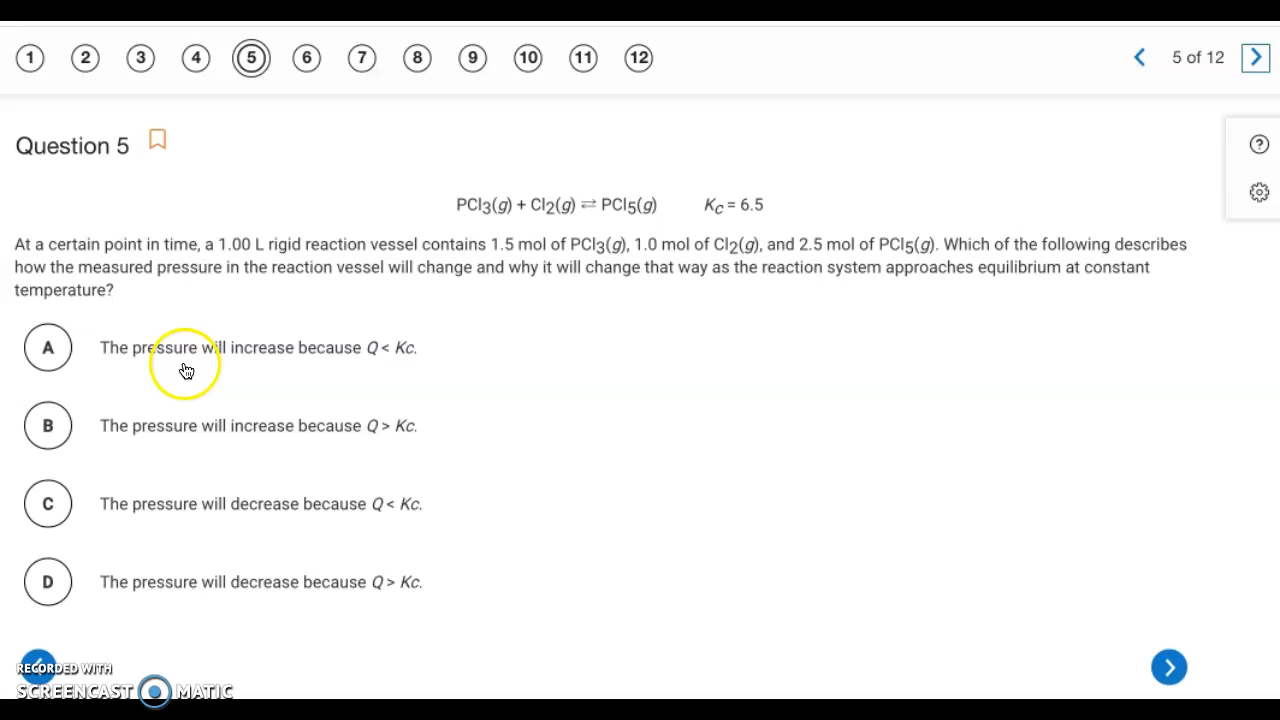 1 2 3 4 5 6 7 8 9 10 11 12 5 of 12
Question 5
PCl3(g) + Cl2(g) ⇌ PCl5(g) Kc = 6.5
At a certain point in time, a 1.00 L rigid reaction vessel contains 1.5 mol of PCl3(g), 1.0 mol of Cl2(g), and 2.5 mol of PCl5(g). Which of the following describes
how the measured pressure in the reaction vessel will change and why it will change that way as the reaction system approaches equilibrium at constant
temperature?
A The pressure will increase because Q < Kc.
B The pressure will increase because Q > Kc.
C The pressure will decrease because Q < Kc.
D The pressure will decrease because Q > Kc.
RECORDED WITH
SCREENCAST MATIC